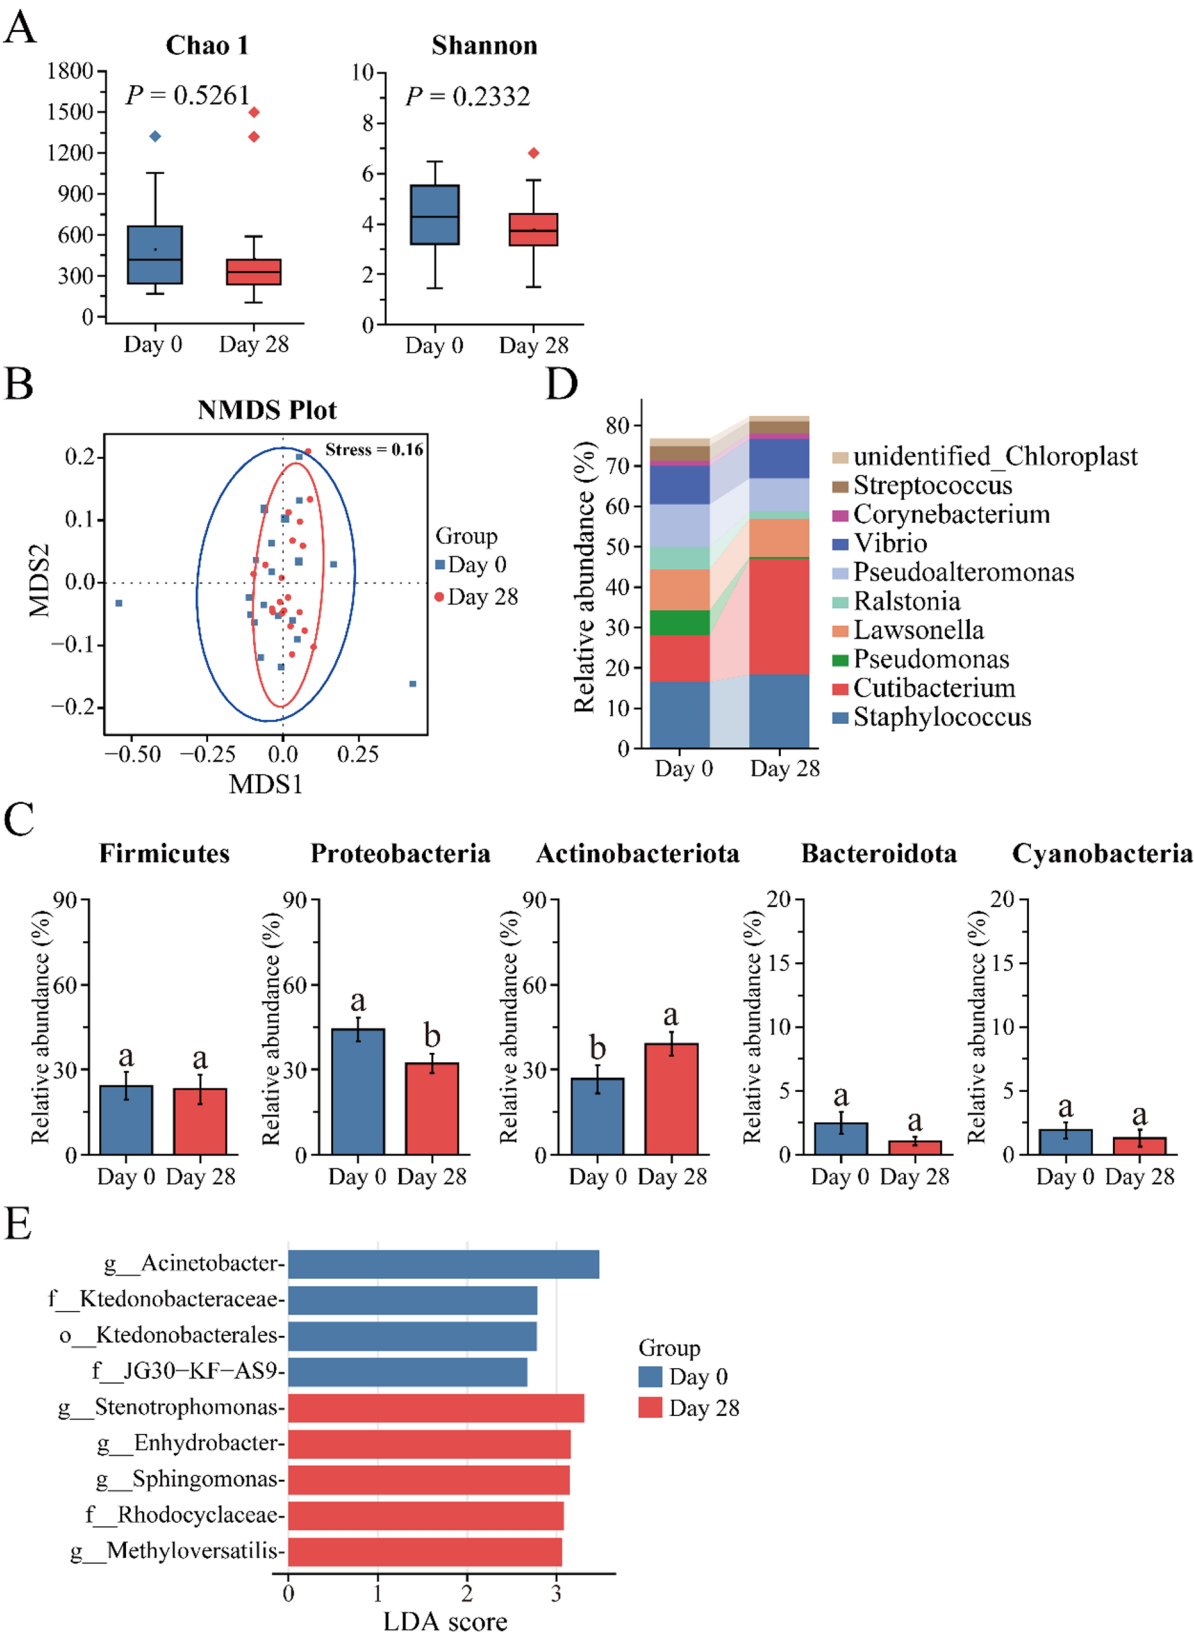 A
Chao 1
Shannon
P = 0.5261
P = 0.2332
1800
1500
1200
900
600
300
0
10
8
6
4
2
0
Day 0
Day 28
Day 0
Day 28
B
NMDS Plot
Stress = 0.16
MDS2
0.2
0.1
0.0
−0.1
−0.2
−0.50
−0.25
0.0
0.25
MDS1
Group
Day 0
Day 28
D
Relative abundance (%)
80
70
60
50
40
30
20
10
0
Day 0
Day 28
unidentified_Chloroplast
Streptococcus
Corynebacterium
Vibrio
Pseudoalteromonas
Ralstonia
Lawsonella
Pseudomonas
Cutibacterium
Staphylococcus
C
Firmicutes
Relative abundance (%)
90
60
30
0
a
a
Day 0
Day 28
Proteobacteria
Relative abundance (%)
90
60
30
0
a
b
Day 0
Day 28
Actinobacteriota
Relative abundance (%)
90
60
30
0
b
a
Day 0
Day 28
Bacteroidota
Relative abundance (%)
20
15
10
5
0
a
a
Day 0
Day 28
Cyanobacteria
Relative abundance (%)
20
15
10
5
0
a
a
Day 0
Day 28
E
g__Acinetobacter-
f__Ktedonobacteraceae-
o__Ktedonobacterales-
f__JG30−KF−AS9-
g__Stenotrophomonas-
g__Enhydrobacter-
g__Sphingomonas-
f__Rhodocyclaceae-
g__Methyloversatilis-
0
1
2
3
LDA score
Group
Day 0
Day 28